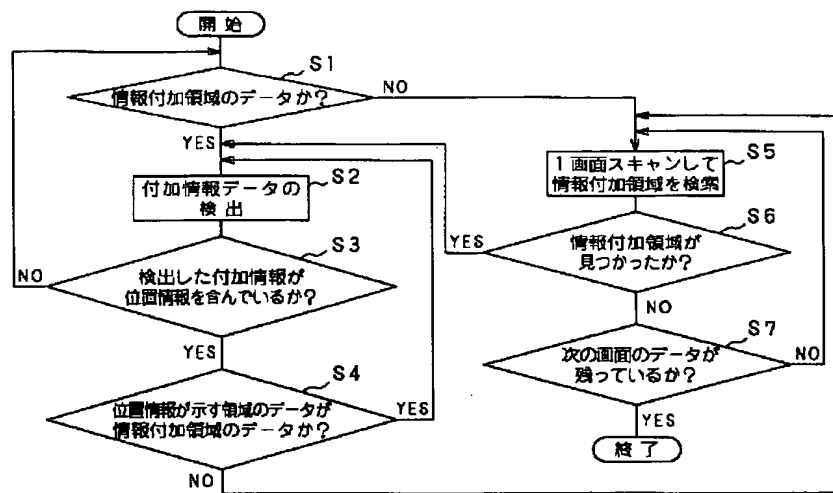 開始
S1
情報付加領域のデータか?
NO
YES
S2
付加情報データの
検出
S3
検出した付加情報が
位置情報を含んでいるか?
NO
YES
S4
位置情報が示す領域のデータが
情報付加領域のデータか?
YES
NO
S5
1画面スキャンして
情報付加領域を検索
S6
情報付加領域が
見つかったか?
YES
NO
S7
次の画面のデータが
残っているか?
NO
YES
終了